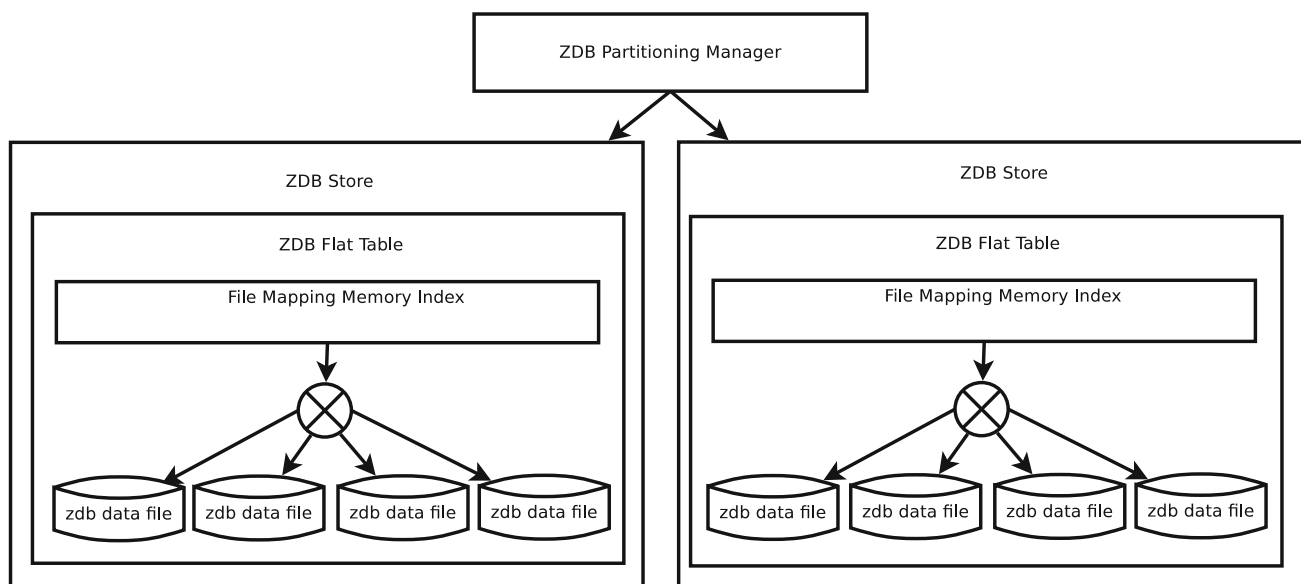 ZDB Partitioning Manager
ZDB Store
ZDB Flat Table
File Mapping Memory Index
zdb data file
zdb data file
zdb data file
zdb data file
ZDB Store
ZDB Flat Table
File Mapping Memory Index
zdb data file
zdb data file
zdb data file
zdb data file